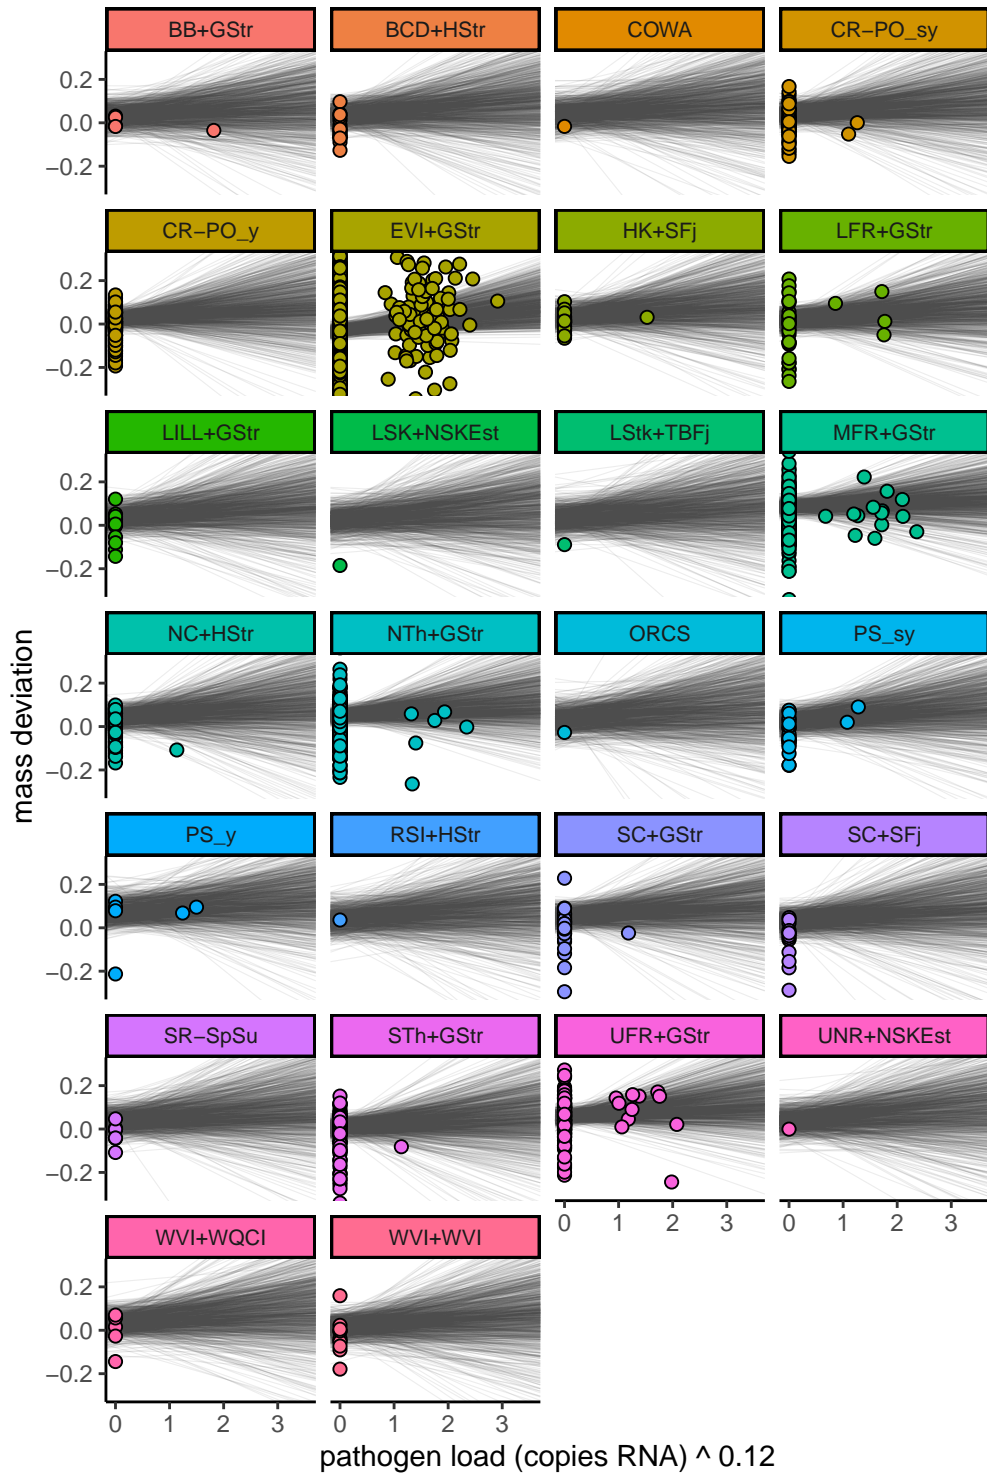 BB+GStr BCD+HStr COWA CR−PO_sy
0.2
0.0
−0.2
CR−PO_y EVI+GStr HK+SFj LFR+GStr
0.2
0.0
−0.2
LILL+GStr LSK+NSKEst LStk+TBFj MFR+GStr
0.2
0.0
−0.2
NC+HStr NTh+GStr ORCS PS_sy
0.2
0.0
−0.2
mass deviation
PS_y RSI+HStr SC+GStr SC+SFj
0.2
0.0
−0.2
SR−SpSu STh+GStr UFR+GStr UNR+NSKEst
0.2
0.0
−0.2
0 1 2 3 0 1 2 3
WVI+WQCI WVI+WVI
0.2
0.0
−0.2
0 1 2 3 0 1 2 3
pathogen load (copies RNA) ^ 0.12